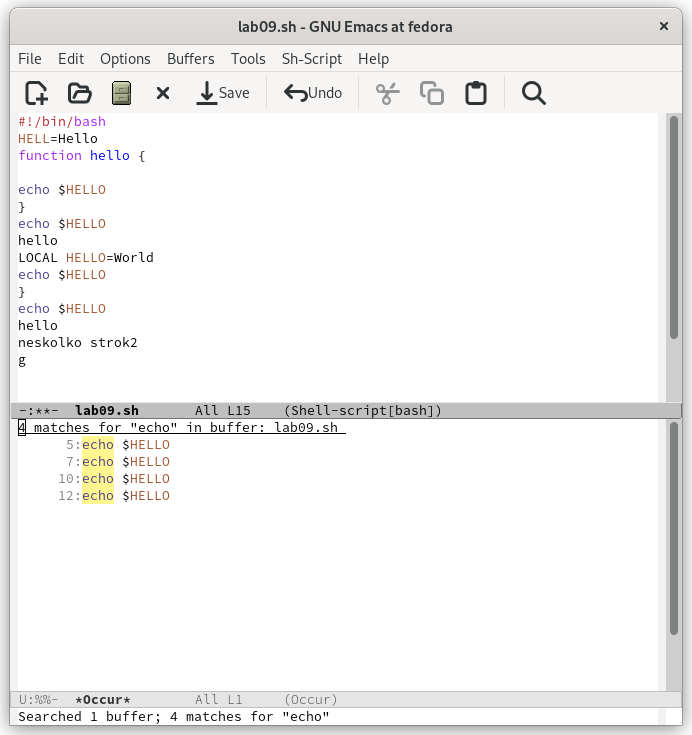 lab09.sh - GNU Emacs at fedora
File Edit Options Buffers Tools Sh-Script Help
Save Undo
#!/bin/bash
HELL=Hello
function hello {
echo $HELLO
}
echo $HELLO
hello
LOCAL HELLO=World
echo $HELLO
}
echo $HELLO
hello
neskolko strok2
g
-:**-  lab09.sh       All L15    (Shell-script[bash])
4 matches for "echo" in buffer: lab09.sh
5:echo $HELLO
7:echo $HELLO
10:echo $HELLO
12:echo $HELLO
U:%%-  *Occur*        All L1     (Occur)
Searched 1 buffer; 4 matches for "echo"